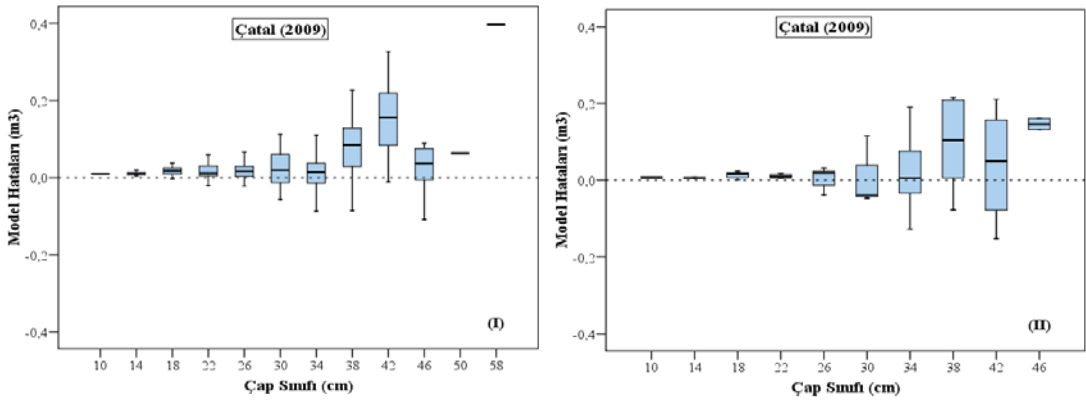 Çatal (2009)
0,4
0,2
0,0
-0,2
-0,4
Model Hataları (m3)
(I)
10 14 18 22 26 30 34 38 42 46 50 58
Çap Sınıfı (cm)
Çatal (2009)
0,4
0,2
0,0
-0,2
-0,4
Model Hataları (m3)
(II)
10 14 18 22 26 30 34 38 42 46
Çap Sınıfı (cm)